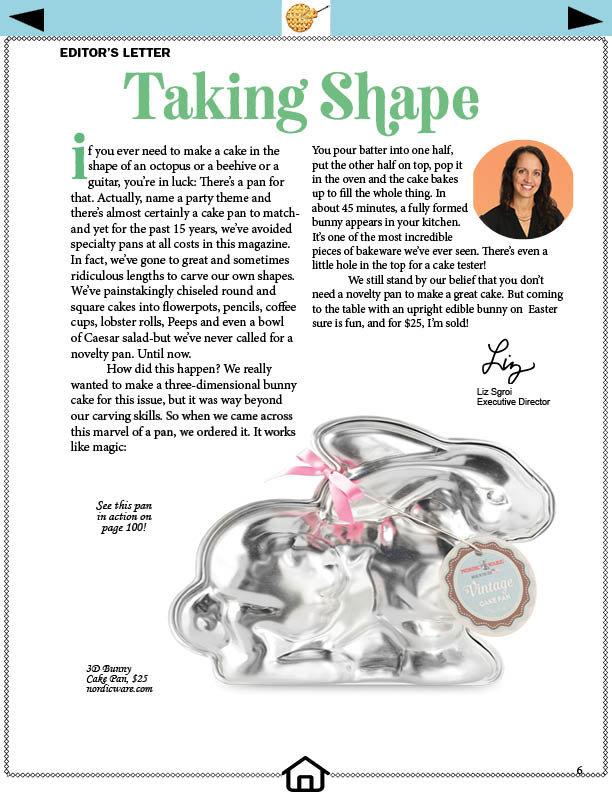 EDITOR'S LETTER
Taking Shape
if you ever need to make a cake in the
shape of an octopus or a beehive or a
guitar, you're in luck: There's a pan for
that. Actually, name a party theme and
there's almost certainly a cake pan to match-
and yet for the past 15 years, we've avoided
specialty pans at all costs in this magazine.
In fact, we've gone to great and sometimes
ridiculous lengths to carve our own shapes.
We've painstakingly chiseled round and
square cakes into flowerpots, pencils, coffee
cups, lobster rolls, Peeps and even a bowl
of Caesar salad-but we've never called for a
novelty pan. Until now.
How did this happen? We really
wanted to make a three-dimensional bunny
cake for this issue, but it was way beyond
our carving skills. So when we came across
this marvel of a pan, we ordered it. It works
like magic:
You pour batter into one half,
put the other half on top, pop it
in the oven and the cake bakes
up to fill the whole thing. In
about 45 minutes, a fully formed
bunny appears in your kitchen.
It's one of the most incredible
pieces of bakeware we've ever seen. There's even a
little hole in the top for a cake tester!
We still stand by our belief that you don't
need a novelty pan to make a great cake. But coming
to the table with an upright edible bunny on Easter
sure is fun, and for $25, I'm sold!
Liz
Liz Sgroi
Executive Director
See this pan
in action on
page 100!
NORDIC WARE
Vintage
CAKE PAN
3D Bunny
Cake Pan, $25
nordicware.com
6